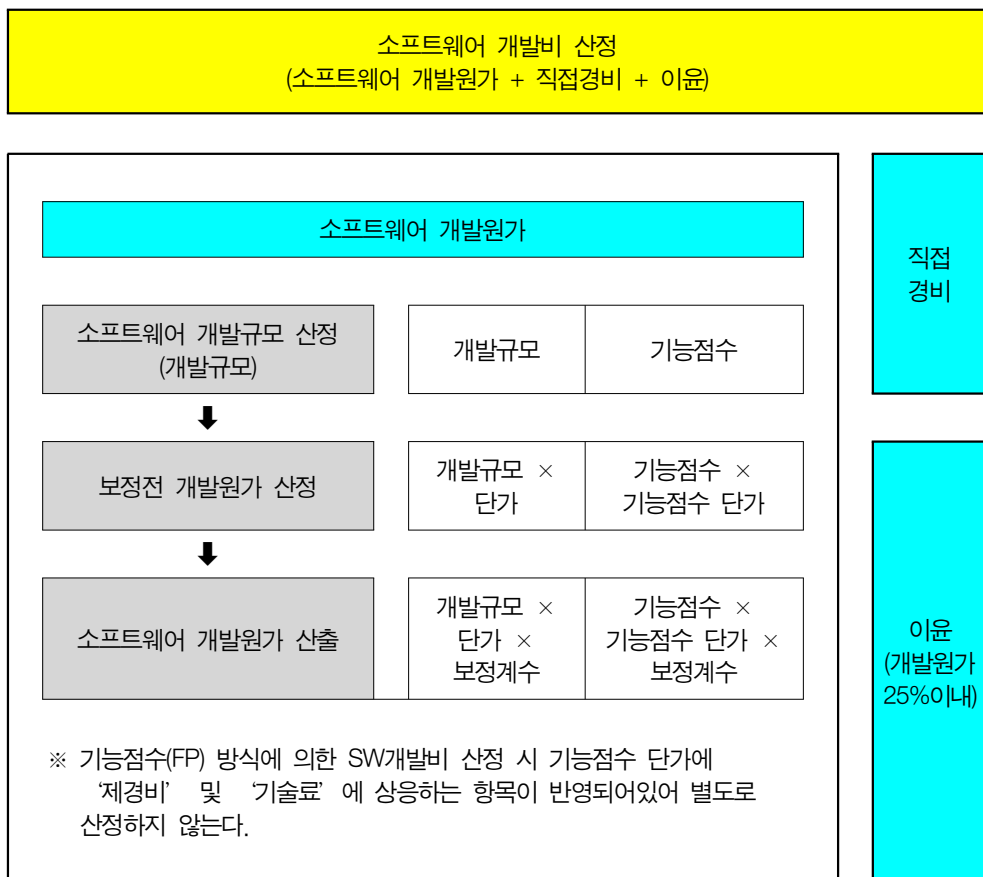 소프트웨어 개발비 산정
(소프트웨어 개발원가 + 직접경비 + 이윤)
소프트웨어 개발원가
직접
경비
소프트웨어 개발규모 산정
(개발규모)
개발규모
기능점수
보정전 개발원가 산정
개발규모 ×
단가
기능점수 ×
기능점수 단가
소프트웨어 개발원가 산출
개발규모 ×
단가 ×
보정계수
기능점수 ×
기능점수 단가 ×
보정계수
이윤
(개발원가
25%이내)
※ 기능점수(FP) 방식에 의한 SW개발비 산정 시 기능점수 단가에
‘제경비’ 및 ‘기술료’에 상응하는 항목이 반영되어있어 별도로
산정하지 않는다.